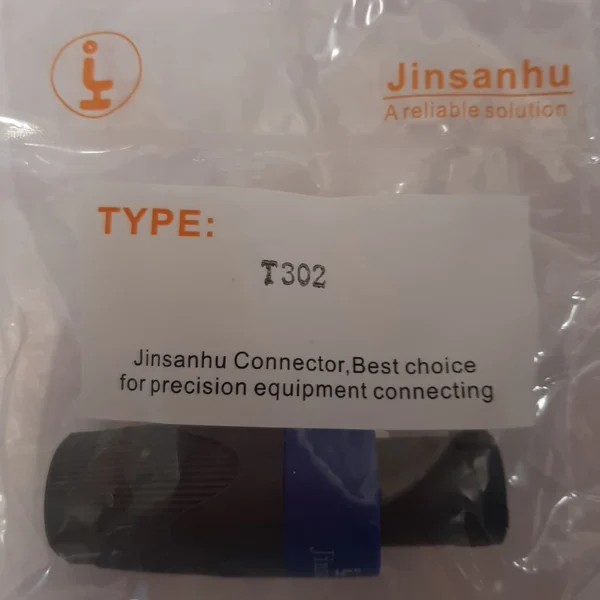 Jinsanhu
A reliable solution
TYPE:
T302
Jinsanhu Connector,Best choice
for precision equipment connecting